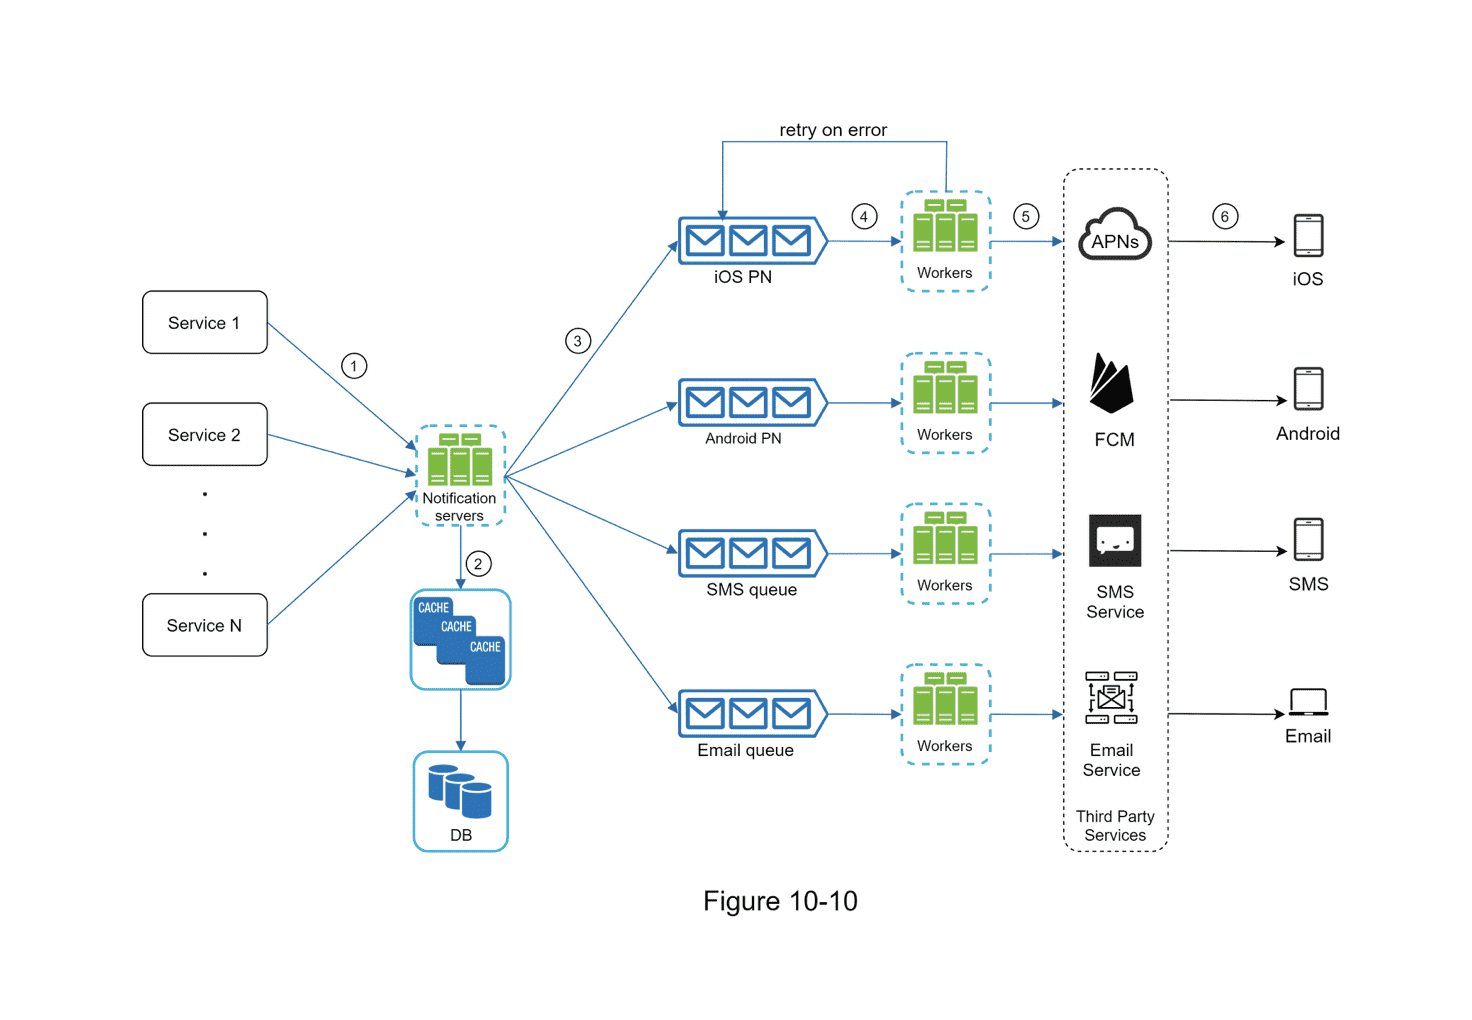 retry on error
4
5
6
APNs
iOS PN
Workers
iOS
Service 1
1
3
Service 2
Android PN
Workers
FCM
Android
Notification
servers
2
SMS queue
Workers
SMS
Service
SMS
CACHE
CACHE
CACHE
Service N
Email queue
Workers
Email
Service
Email
Third Party
Services
DB
Figure 10-10